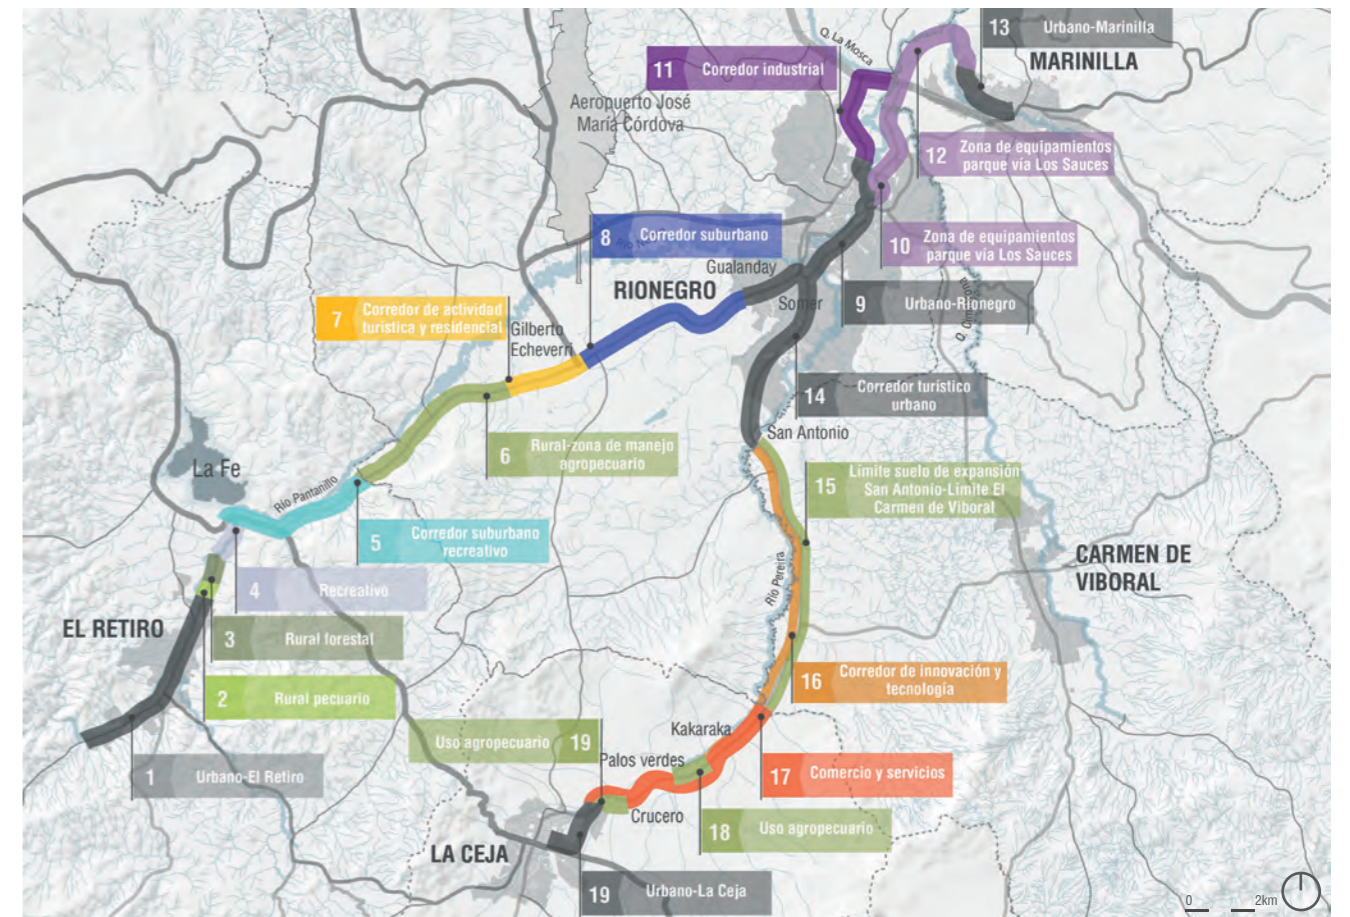 13 Urbano-Marinilla
MARINILLA
Q. La Mosca
11 Corredor industrial
Aeropuerto José
María Córdova
12 Zona de equipamientos
parque vía Los Sauces
8 Corredor suburbano
10 Zona de equipamientos
parque vía Los Sauces
Gualanday
RIONEGRO
Somer
9 Urbano-Rionegro
7 Corredor de actividad
turística y residencial
Gilberto
Echeverri
14 Corredor turístico
urbano
San Antonio
6 Rural-zona de manejo
agropecuario
La Fe
Río Pantanillo
15 Límite suelo de expansión
San Antonio-Límite El
Carmen de Viboral
5 Corredor suburbano
recreativo
CARMEN DE
VIBORAL
Río Pereira
4 Recreativo
EL RETIRO
3 Rural forestal
2 Rural pecuario
16 Corredor de innovación y
tecnología
Kakaraka
Uso agropecuario 19
Palos verdes
1 Urbano-El Retiro
17 Comercio y servicios
Crucero
18 Uso agropecuario
LA CEJA
19 Urbano-La Ceja
0 2km